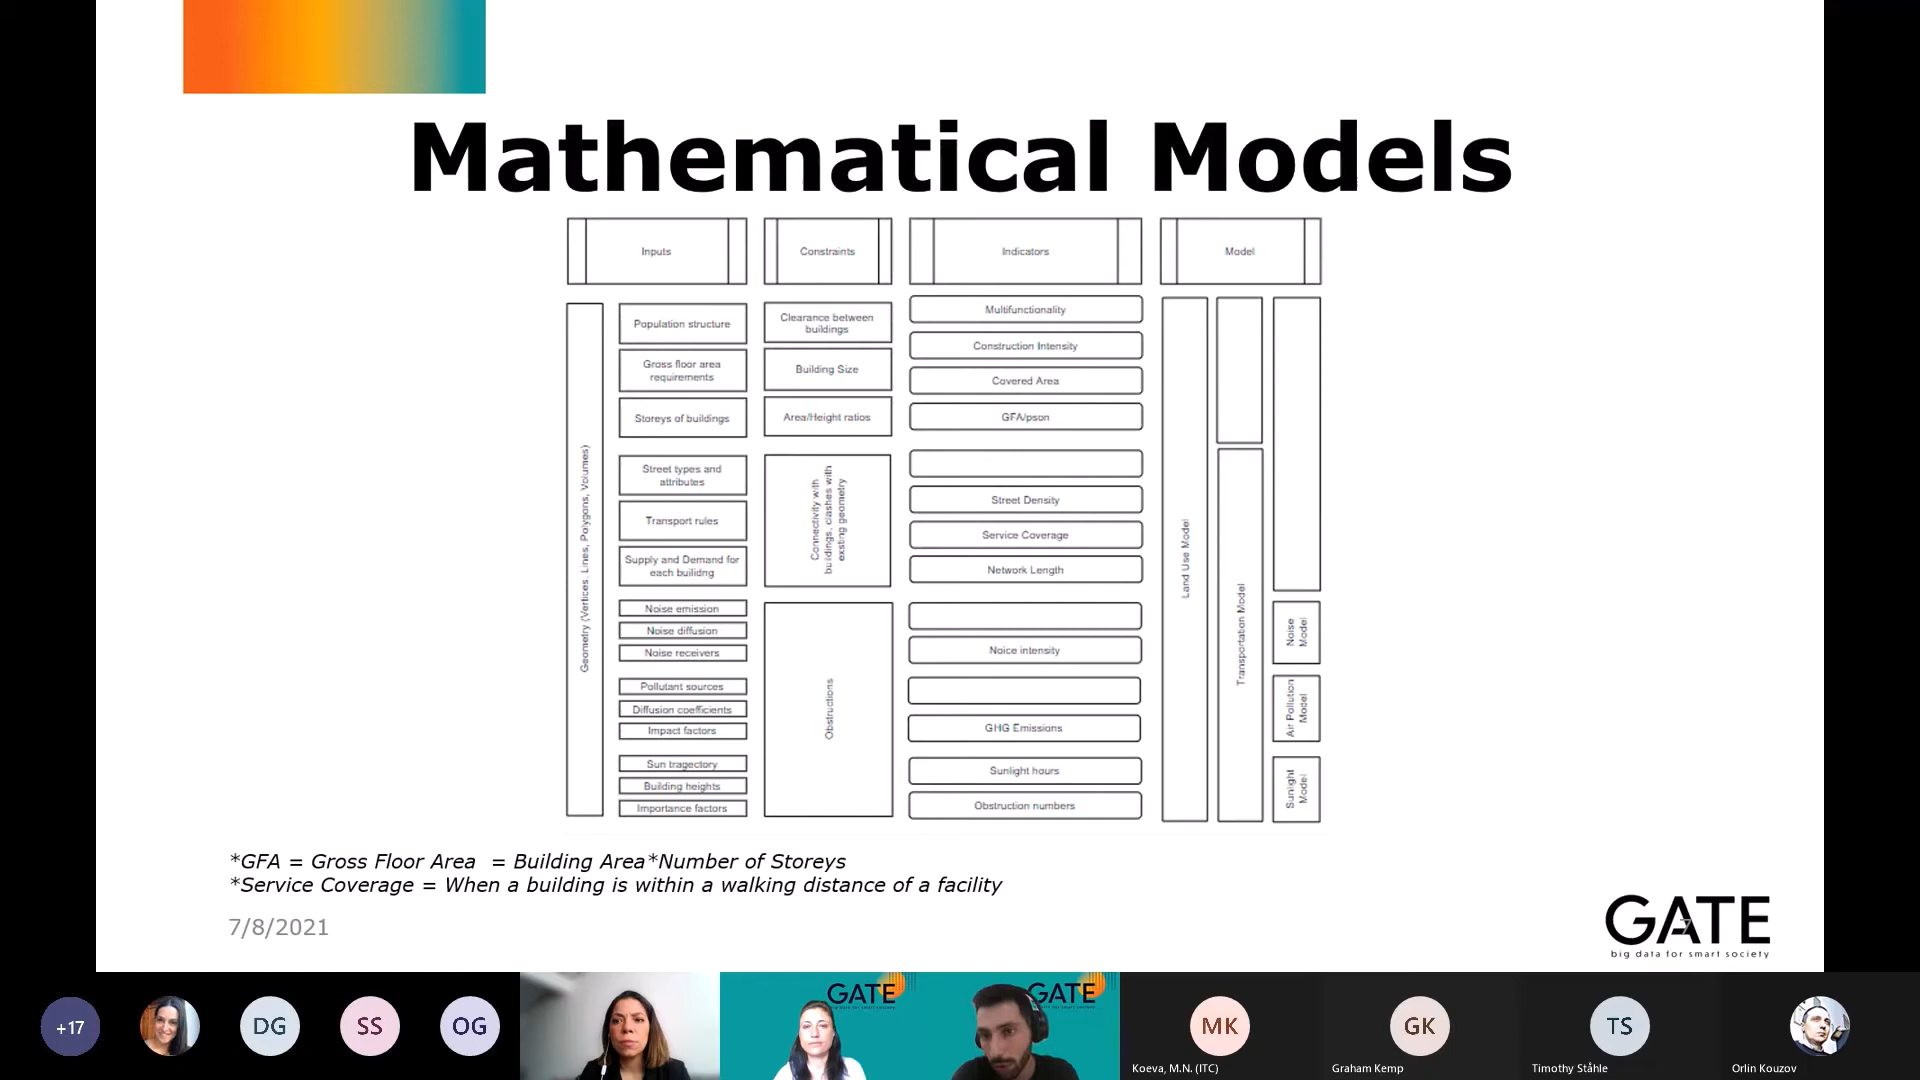 Mathematical Models
Inputs
Constraints
Indicators
Model
Geometry (Vertices, Lines, Polygons, Volumes)
Population structure
Gross floor area
requirements
Storeys of buildings
Street types and
attributes
Transport rules
Supply and Demand for
each builidng
Noise emission
Noise diffusion
Noise receivers
Pollutant sources
Diffusion coefficients
Impact factors
Sun tragectory
Building heights
Importance factors
Clearance between
buildings
Building Size
Area/Height ratios
Connectivity with
buildings, clashes with
existing geometry
Obstructions
Multifunctionality
Construction Intensity
Covered Area
GFA/pson
Street Density
Service Coverage
Network Length
Noice intensity
GHG Emissions
Sunlight hours
Obstruction numbers
Land Use Model
Transportation Model
Noise
Model
Air Pollution
Model
Sunlight
Model
*GFA = Gross Floor Area = Building Area*Number of Storeys
*Service Coverage = When a building is within a walking distance of a facility
7/8/2021
7
GATE
big data for smart society
+17
DG
SS
OG
GATE
GATE
MK
GK
TS
Koeva, M.N. (ITC)
Graham Kemp
Timothy Ståhle
Orlin Kouzov